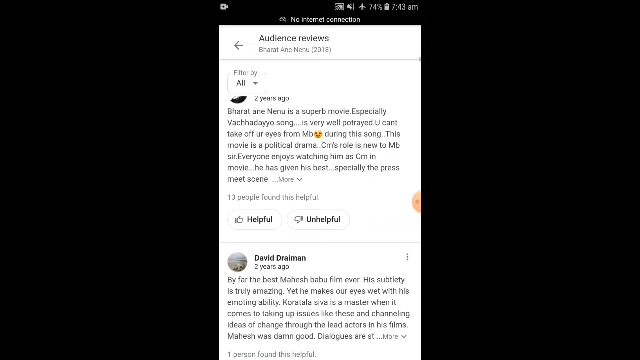 74% 7:43 am
No internet connection
Audience reviews
Bharat Ane Nenu (2018)
Filter by
All
2 years ago
Bharat ane Nenu is a superb movie.Especially
Vachhadayyo song....is very well potrayed.U cant
take off ur eyes from Mb😉 during this song..This
movie is a political drama..Cm's role is new to Mb
sir.Everyone enjoys watching him as Cm in
movie...he has given his best...specially the press
meet scene ...More
13 people found this helpful.
Helpful Unhelpful
David Draiman
2 years ago
By far the best Mahesh babu film ever. His subtlety
is truly amazing. Yet he makes our eyes wet with his
emoting ability. Koratala siva is a master when it
comes to taking up issues like these and channeling
ideas of change through the lead actors in his films.
Mahesh was damn good. Dialogues are st ...More
1 person found this helpful.